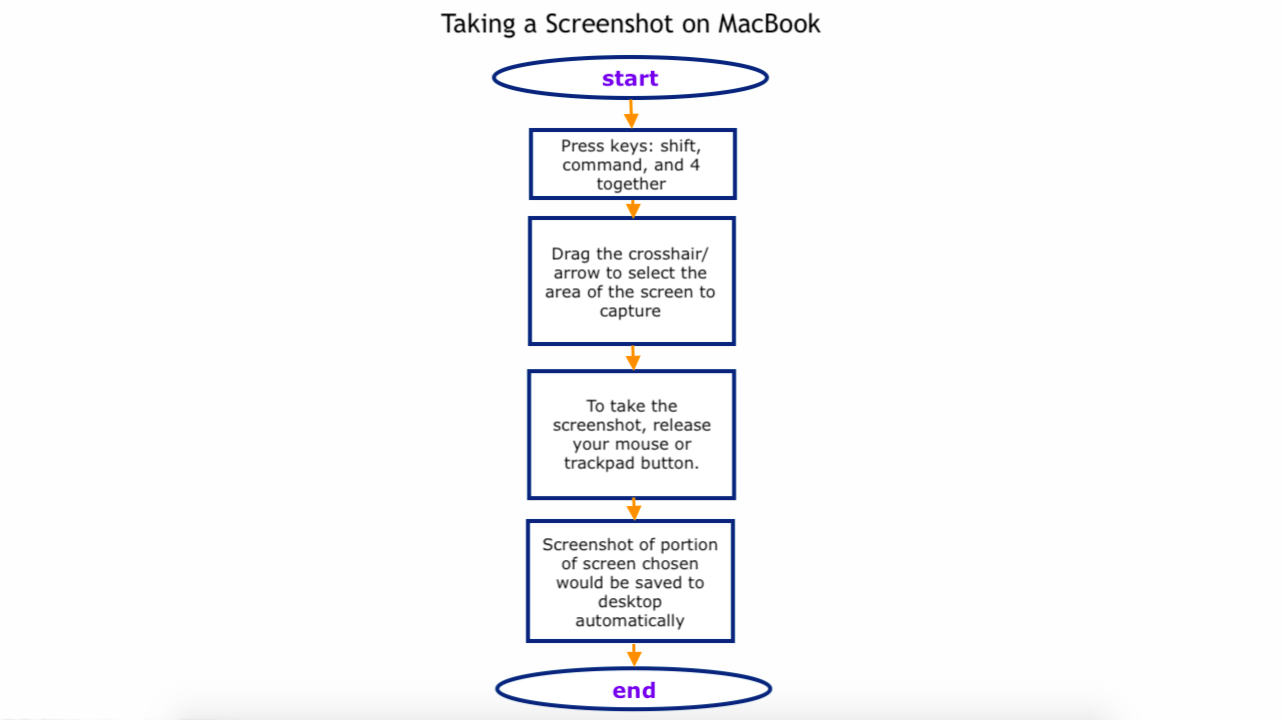 Taking a Screenshot on MacBook
start
Press keys: shift,
command, and 4
together
Drag the crosshair/
arrow to select the
area of the screen to
capture
To take the
screenshot, release
your mouse or
trackpad button.
Screenshot of portion
of screen chosen
would be saved to
desktop
automatically
end